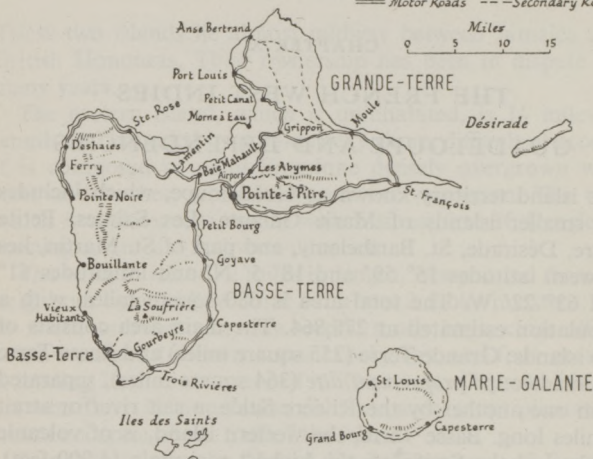 Motor Roads
Secondary
Miles
0 5 10 15
Anse Bertrand
Port Louis
GRANDE-TERRE
Petit Canal
Morne à Eau
Ste. Rose
Lamentin
Grippon
Moule
Désirade
Deshaies
Ferry
Baie Mahault
Airport
Les Abymes
Pointe-à Pitre
St. François
Pointe Noire
Petit Bourg
Bouillante
Goyave
BASSE-TERRE
Vieux
Habitants
La Soufrière
Gourbeyre
Capesterre
Basse-Terre
Trois Rivières
Iles des Saints
St. Louis
MARIE-GALANTE
Grand Bourg
Capesterre